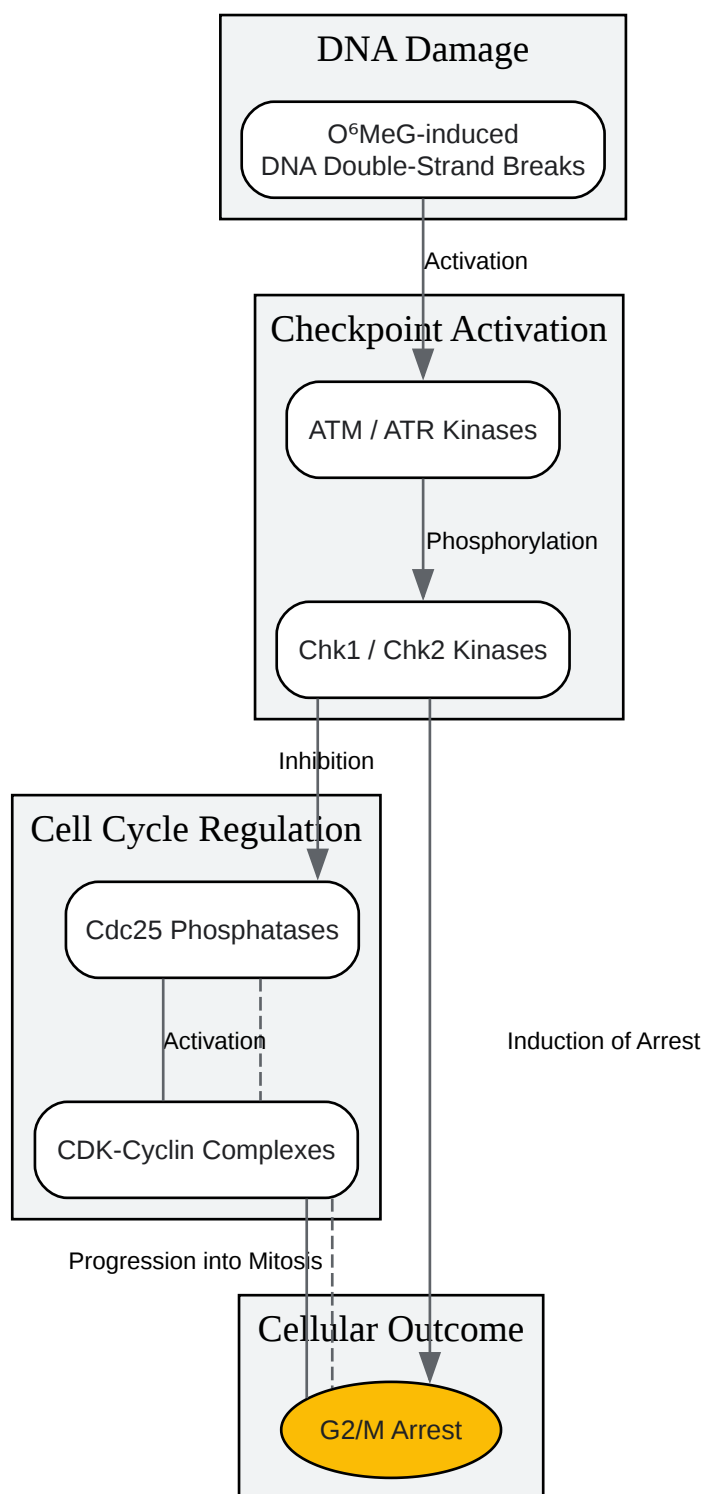 DNA Damage
O⁶MeG-induced
DNA Double-Strand Breaks
Activation
Checkpoint Activation
ATM / ATR Kinases
Phosphorylation
Chk1 / Chk2 Kinases
Inhibition
Cell Cycle Regulation
Cdc25 Phosphatases
Activation
Induction of Arrest
CDK-Cyclin Complexes
Progression into Mitosis
Cellular Outcome
G2/M Arrest